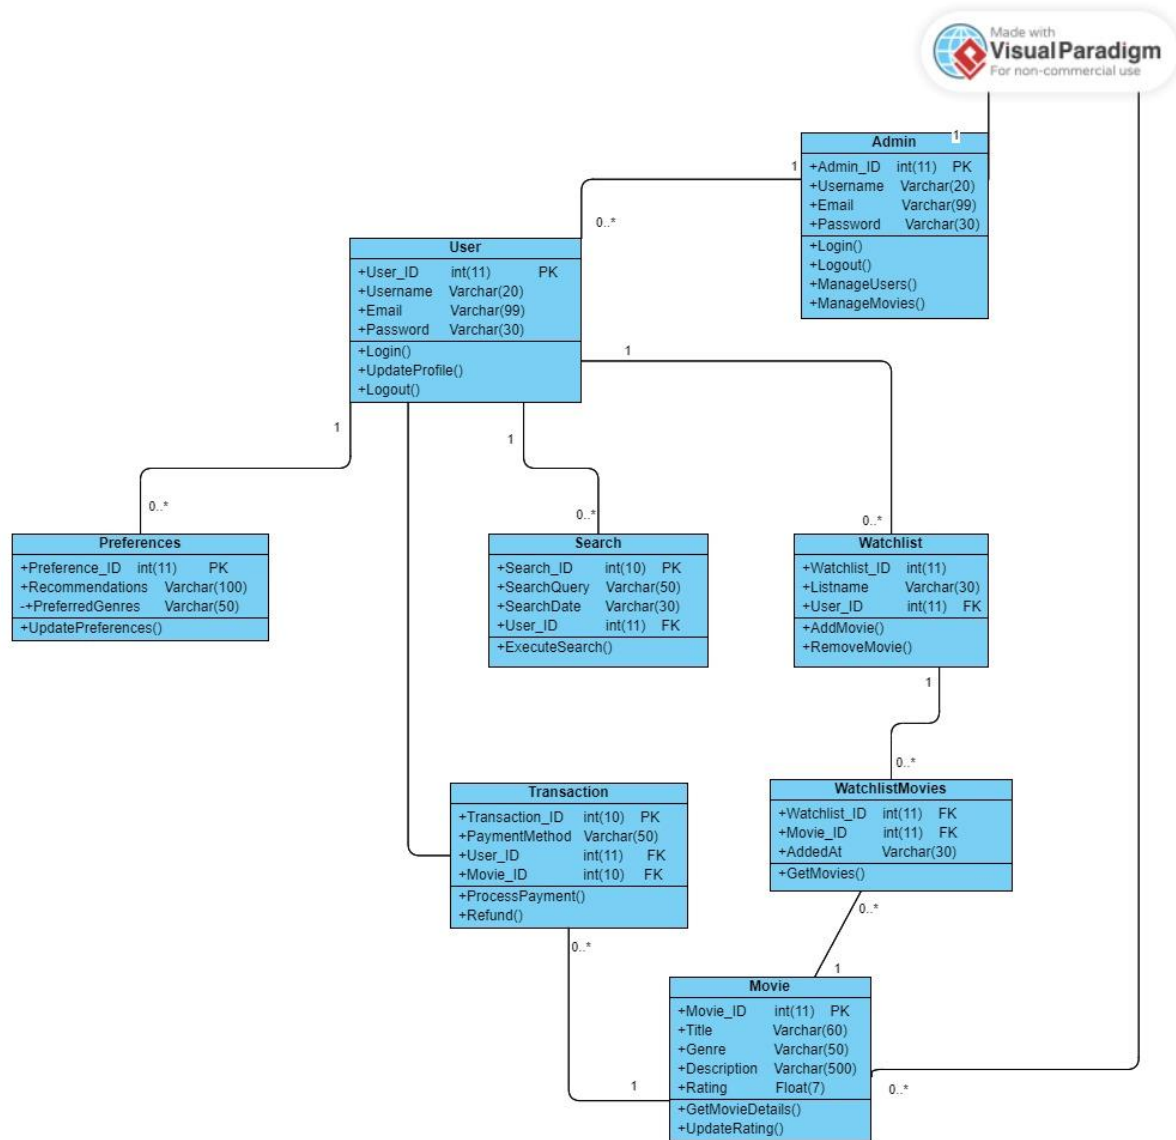 Made with
Visual Paradigm
For non-commercial use
1
Admin
+Admin_ID int(11) PK
+Username Varchar(20)
+Email Varchar(99)
+Password Varchar(30)
+Login()
+Logout()
+ManageUsers()
+ManageMovies()
1
0..*
User
+User_ID int(11) PK
+Username Varchar(20)
+Email Varchar(99)
+Password Varchar(30)
+Login()
+UpdateProfile()
+Logout()
1
1
1
0..*
0..*
0..*
Preferences
+Preference_ID int(11) PK
+Recommendations Varchar(100)
-+PreferredGenres Varchar(50)
+UpdatePreferences()
Search
+Search_ID int(10) PK
+SearchQuery Varchar(50)
+SearchDate Varchar(30)
+User_ID int(11) FK
+ExecuteSearch()
Watchlist
+Watchlist_ID int(11)
+Listname Varchar(30)
+User_ID int(11) FK
+AddMovie()
+RemoveMovie()
1
0..*
Transaction
+Transaction_ID int(10) PK
+PaymentMethod Varchar(50)
+User_ID int(11) FK
+Movie_ID int(10) FK
+ProcessPayment()
+Refund()
WatchlistMovies
+Watchlist_ID int(11) FK
+Movie_ID int(11) FK
+AddedAt Varchar(30)
+GetMovies()
0..*
0..*
1
Movie
+Movie_ID int(11) PK
+Title Varchar(60)
+Genre Varchar(50)
+Description Varchar(500)
+Rating Float(7)
+GetMovieDetails()
+UpdateRating()
1
0..*